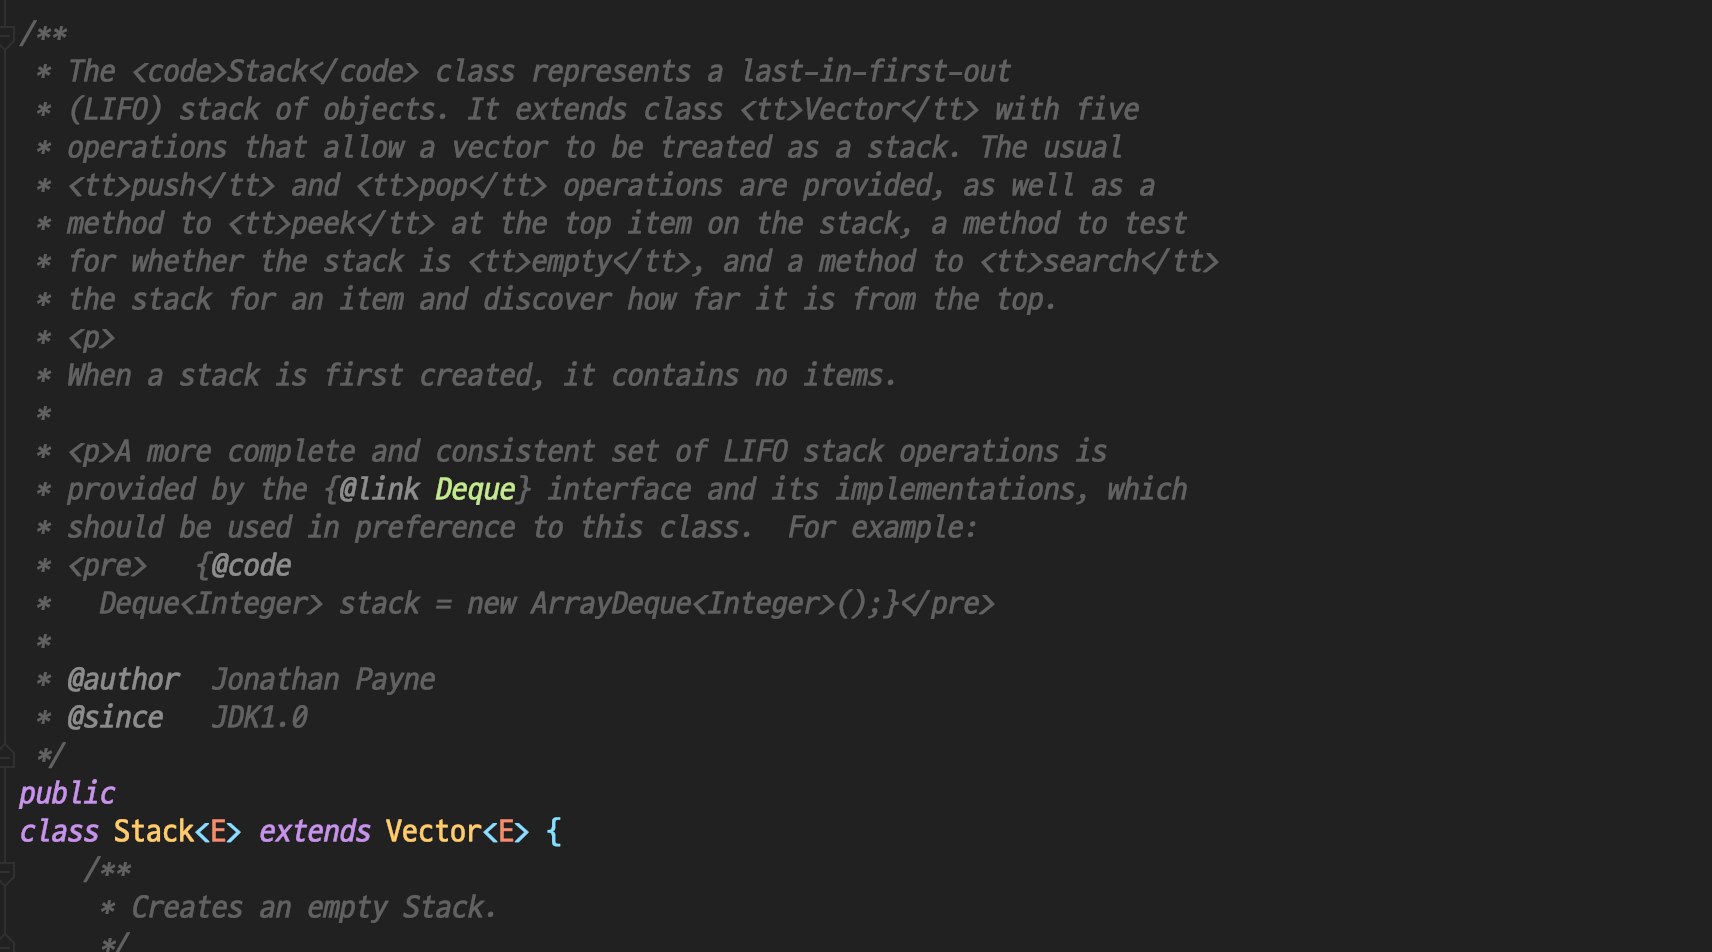 /**
 * The <code>Stack</code> class represents a last-in-first-out
 * (LIFO) stack of objects. It extends class <tt>Vector</tt> with five
 * operations that allow a vector to be treated as a stack. The usual
 * <tt>push</tt> and <tt>pop</tt> operations are provided, as well as a
 * method to <tt>peek</tt> at the top item on the stack, a method to test
 * for whether the stack is <tt>empty</tt>, and a method to <tt>search</tt>
 * the stack for an item and discover how far it is from the top.
 * <p>
 * When a stack is first created, it contains no items.
 *
 * <p>A more complete and consistent set of LIFO stack operations is
 * provided by the {@link Deque} interface and its implementations, which
 * should be used in preference to this class.  For example:
 * <pre>   {@code
 *   Deque<Integer> stack = new ArrayDeque<Integer>();}</pre>
 *
 * @author  Jonathan Payne
 * @since   JDK1.0
 */
public
class Stack<E> extends Vector<E> {
    /**
     * Creates an empty Stack.
     */